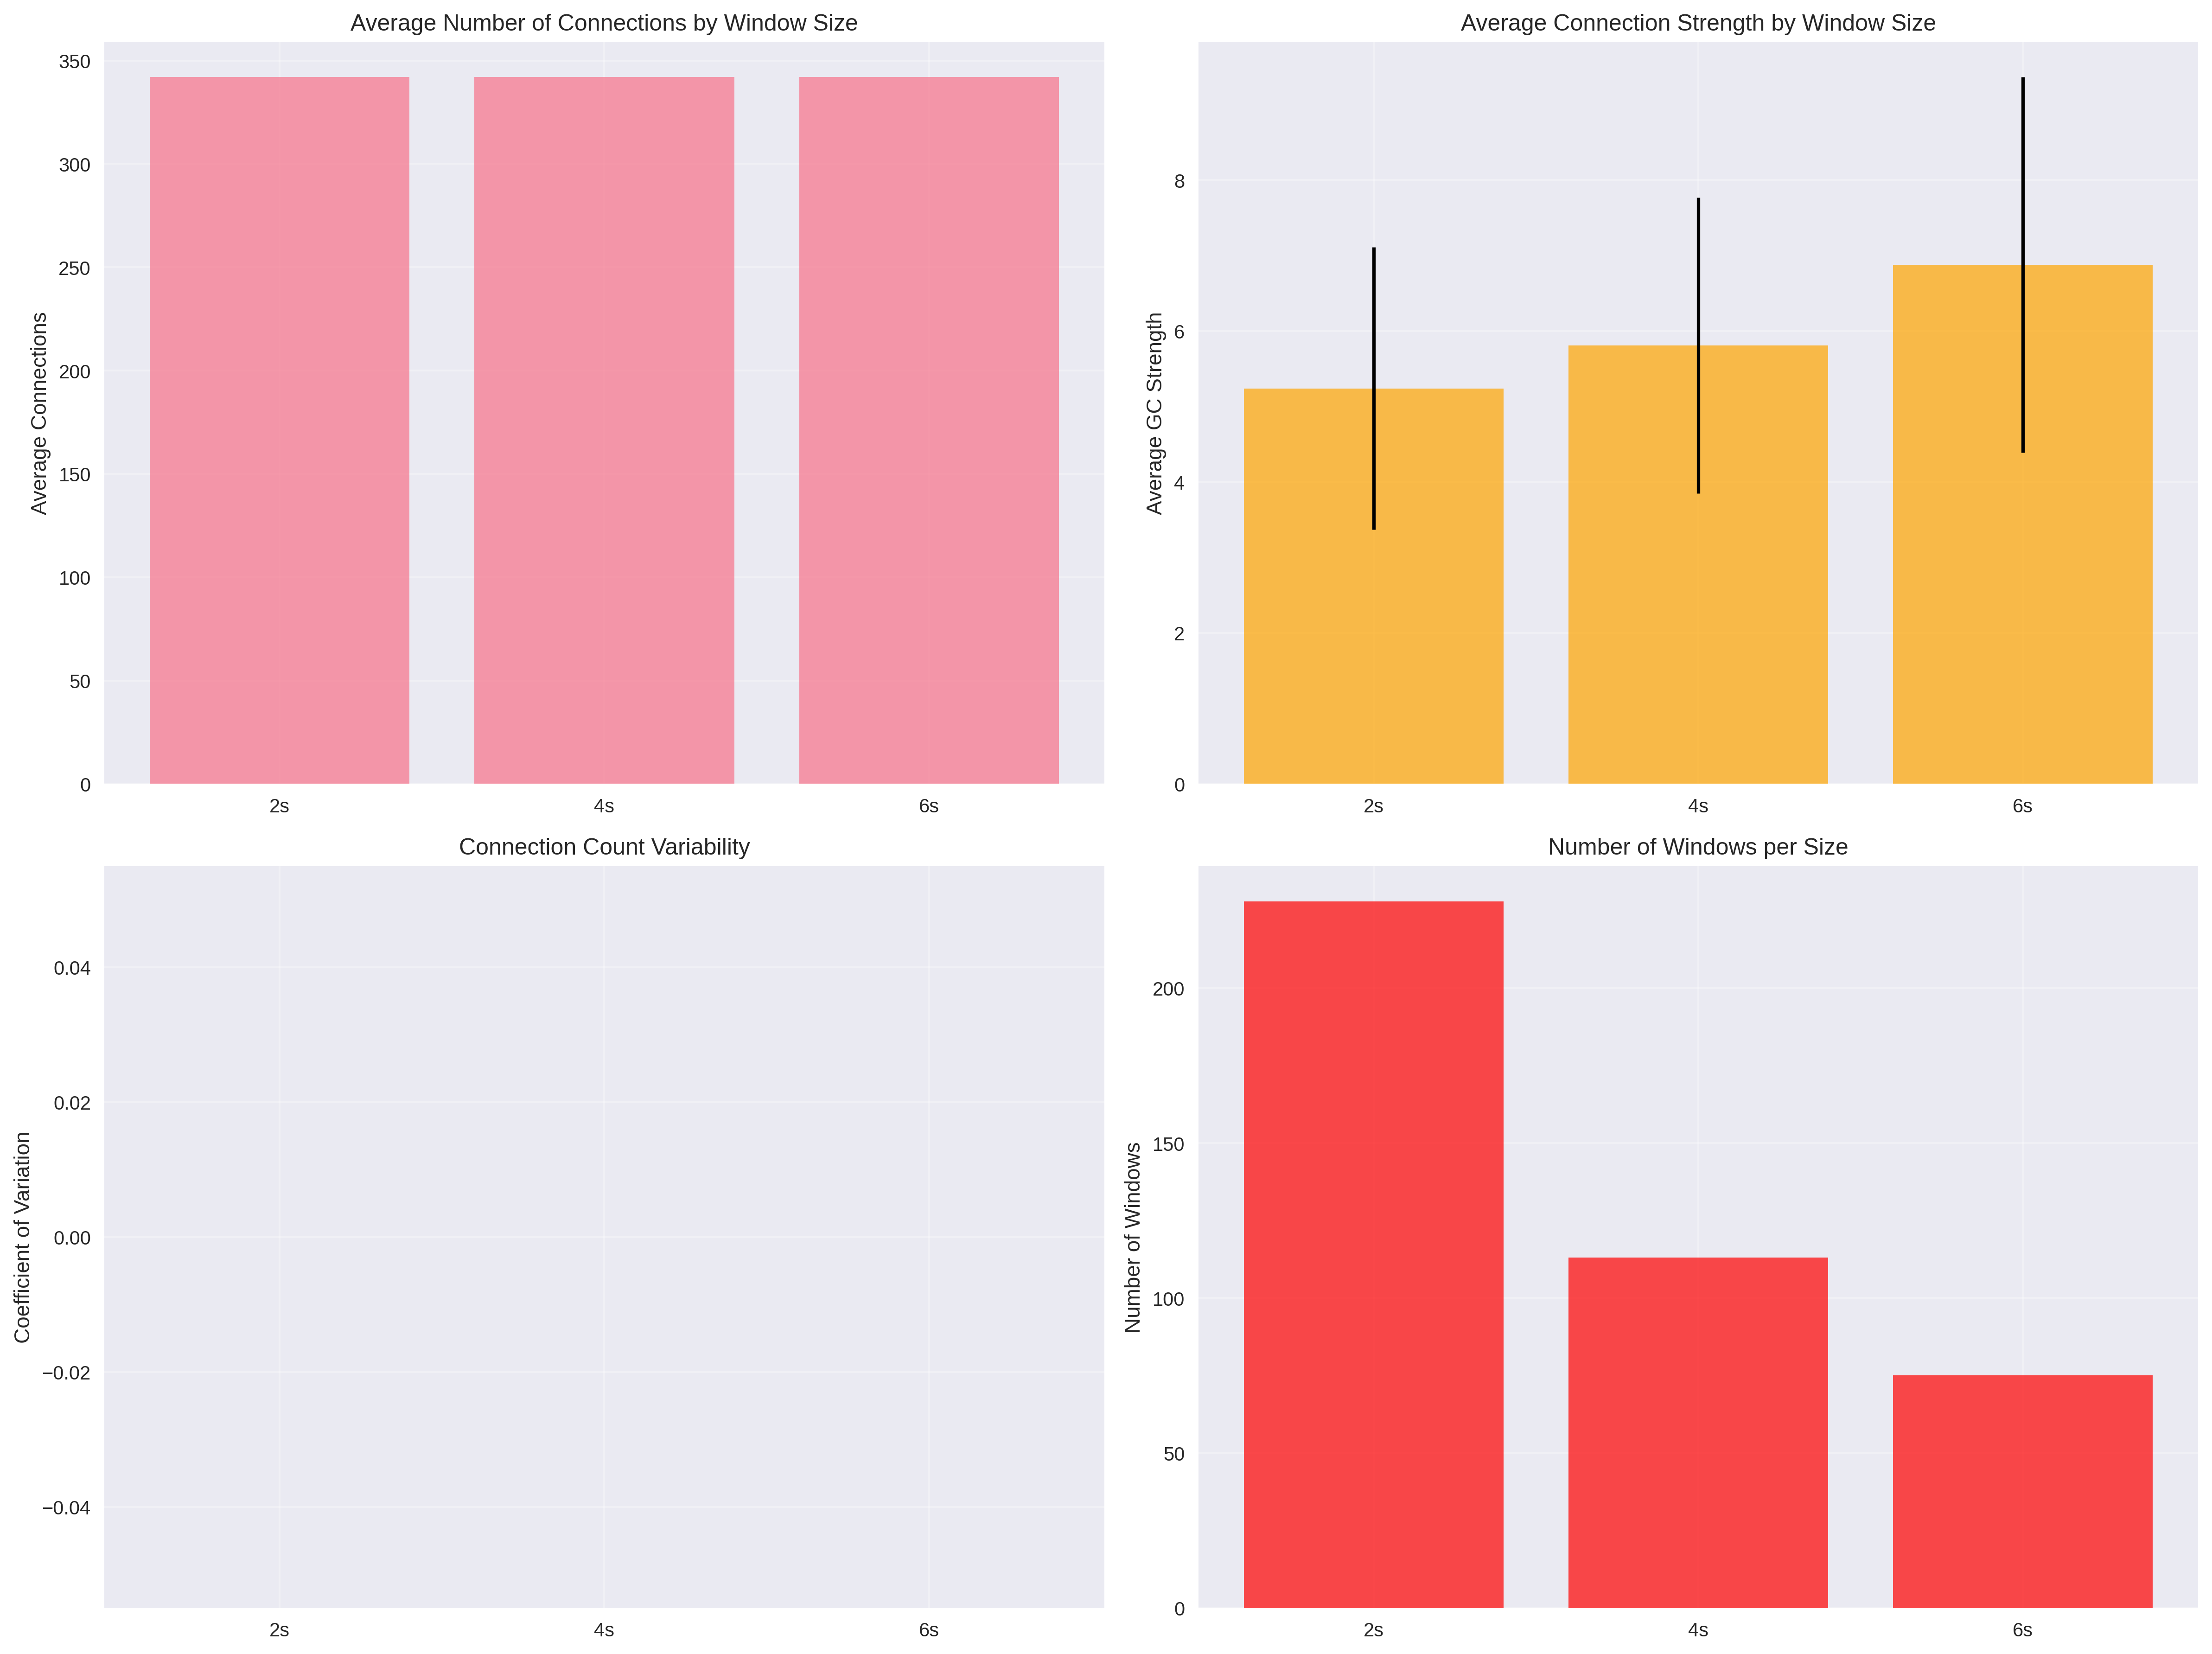 Average Number of Connections by Window Size
350
300
250
200
150
100
50
0
Average Connections
2s
4s
6s
Average Connection Strength by Window Size
8
6
4
2
0
Average GC Strength
2s
4s
6s
Connection Count Variability
0.04
0.02
0.00
−0.02
−0.04
Coefficient of Variation
2s
4s
6s
Number of Windows per Size
200
150
100
50
0
Number of Windows
2s
4s
6s